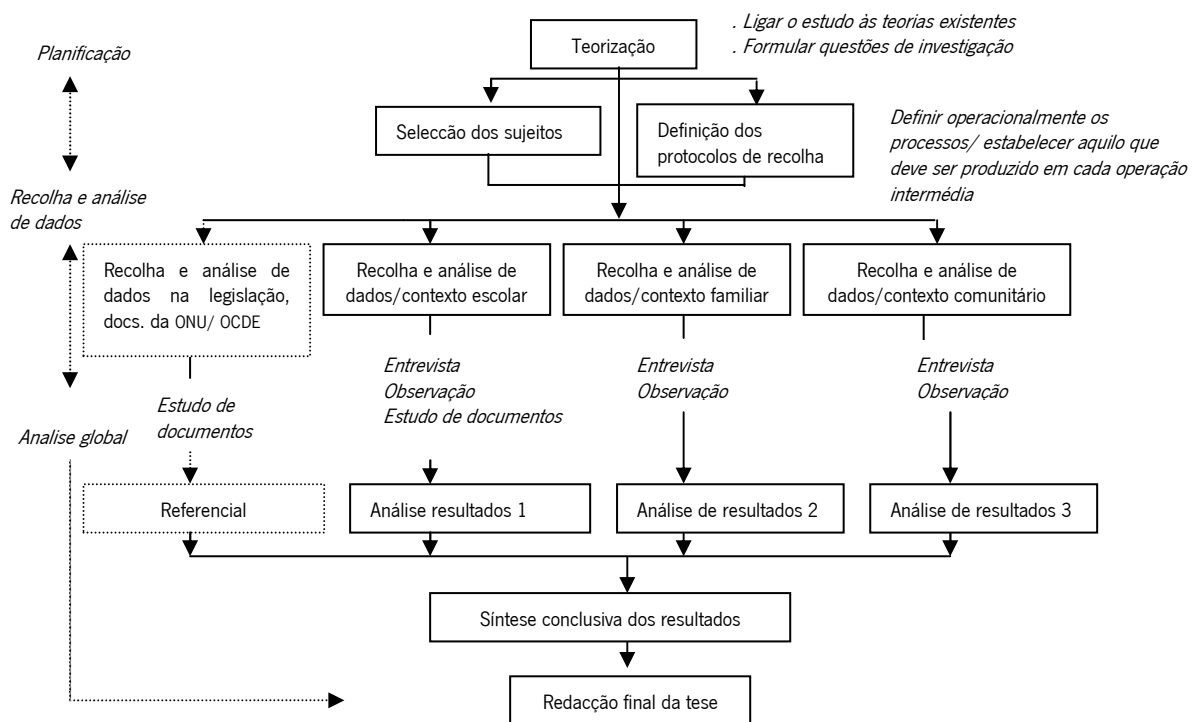 . Ligar o estudo às teorias existentes
. Formular questões de investigação
Teorização
Planificação
Selecção dos sujeitos
Definição dos
protocolos de recolha
Definir operacionalmente os
processos/ estabelecer aquilo que
deve ser produzido em cada operação
intermédia
Recolha e análise
de dados
Recolha e análise de
dados na legislação,
docs. da ONU/ OCDE
Recolha e análise de
dados/contexto escolar
Recolha e análise de
dados/contexto familiar
Recolha e análise de
dados/contexto comunitário
Estudo de
documentos
Entrevista
Observação
Estudo de documentos
Entrevista
Observação
Entrevista
Observação
Analise global
Referencial
Análise resultados 1
Análise de resultados 2
Análise de resultados 3
Síntese conclusiva dos resultados
Redacção final da tese